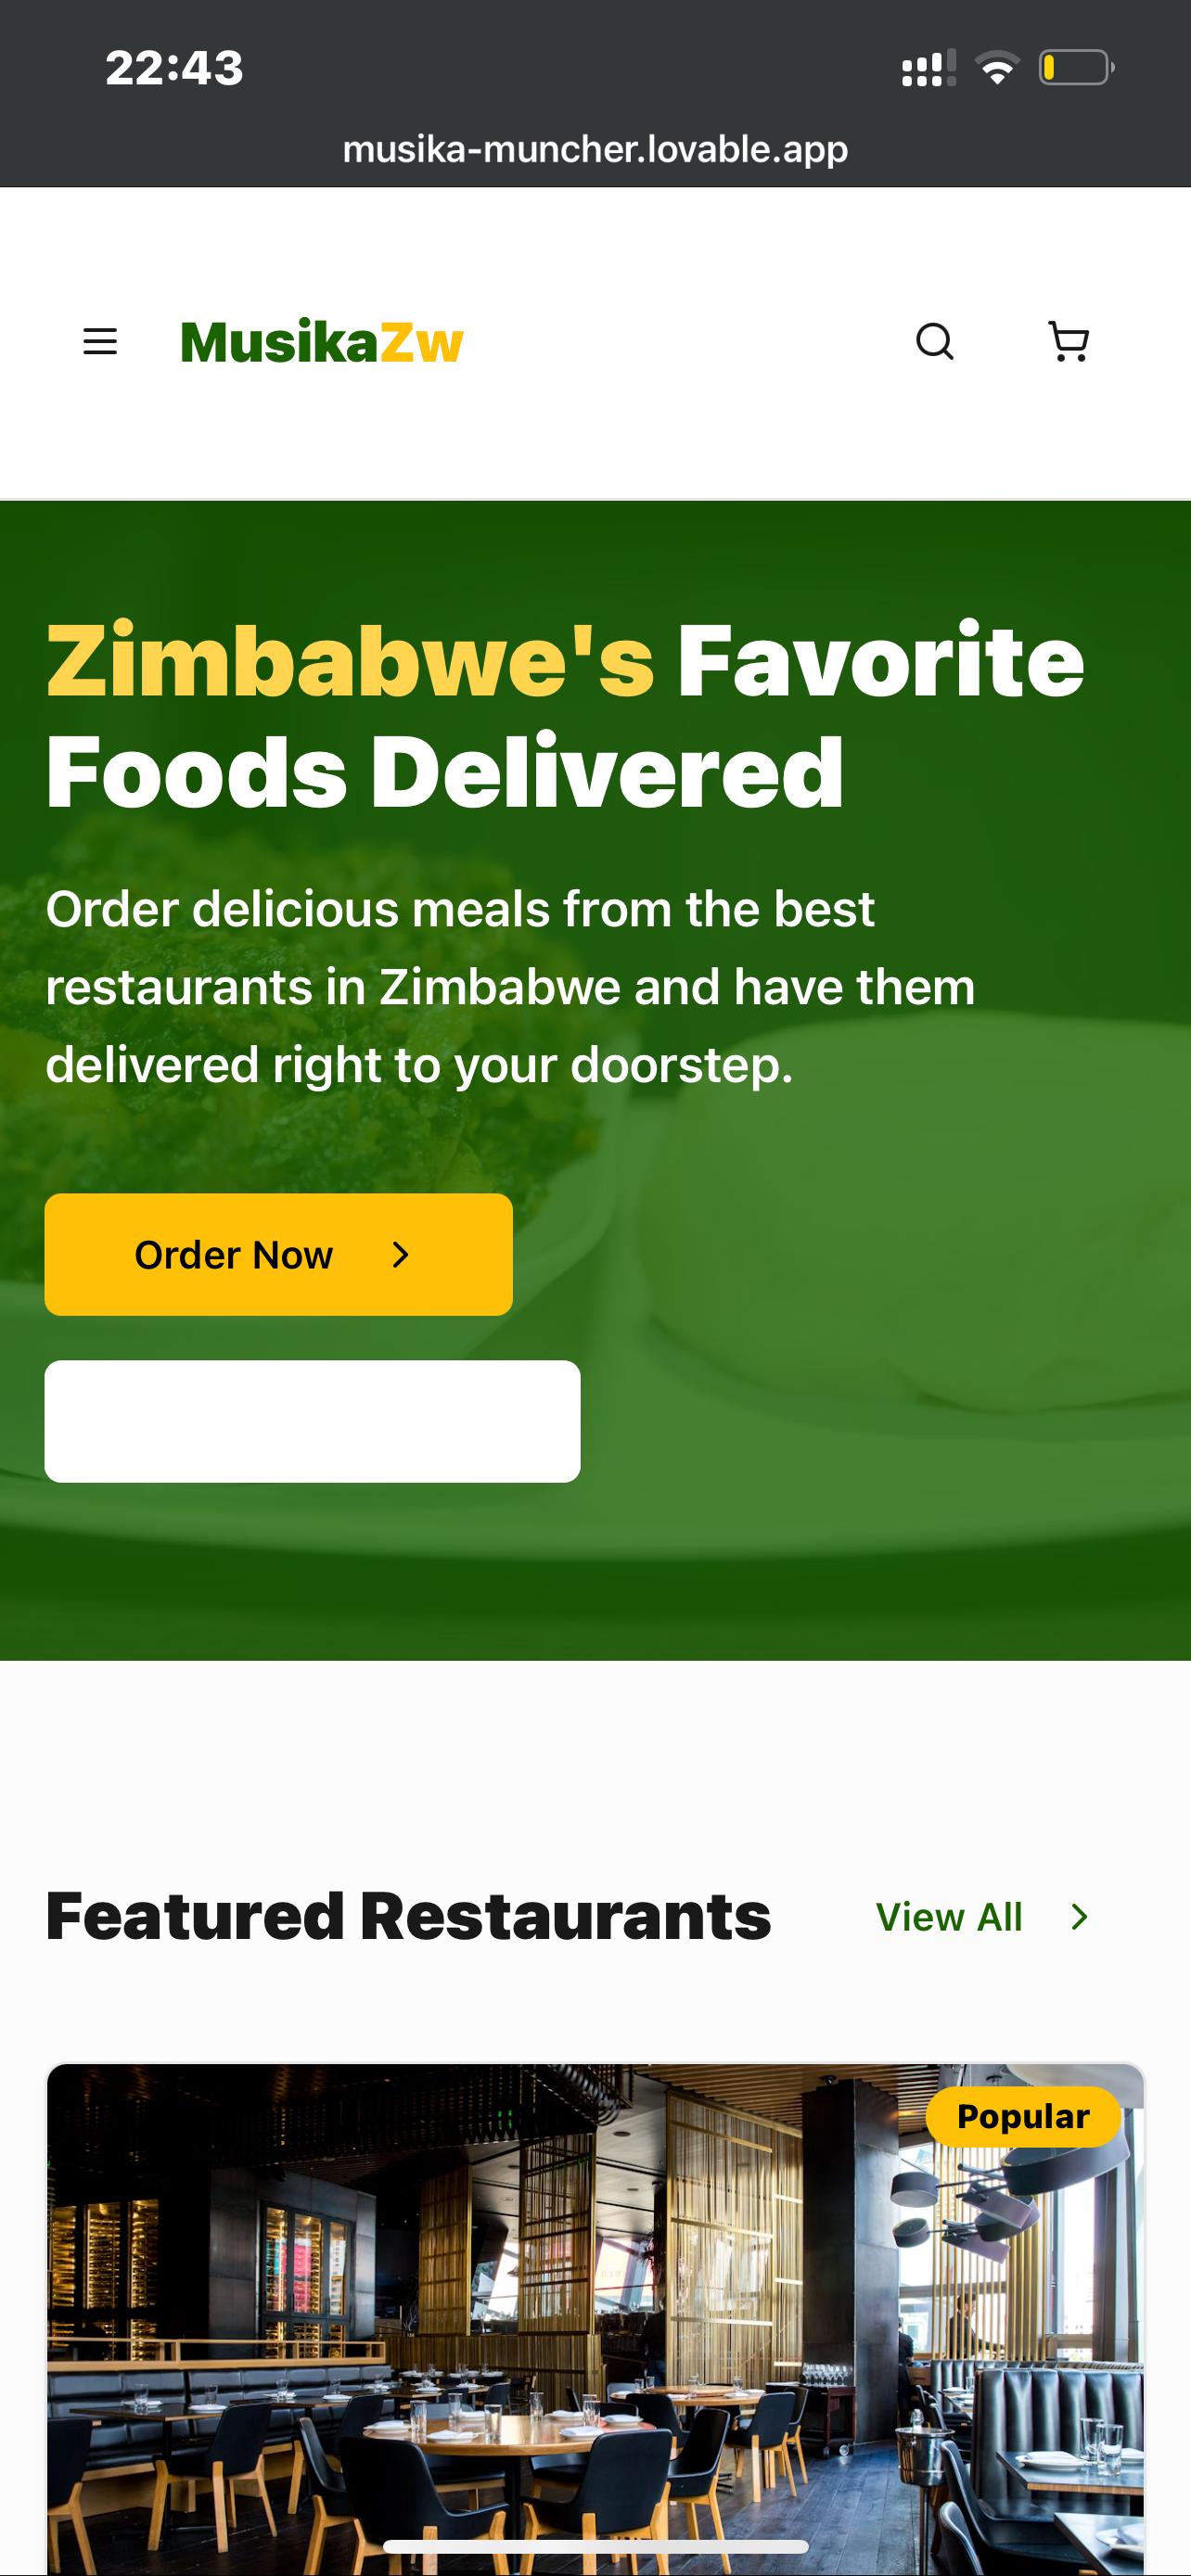 22:43
musika-muncher.lovable.app
MusikaZw
Zimbabwe's Favorite
Foods Delivered
Order delicious meals from the best
restaurants in Zimbabwe and have them
delivered right to your doorstep.
Order Now
Featured Restaurants
View All
Popular